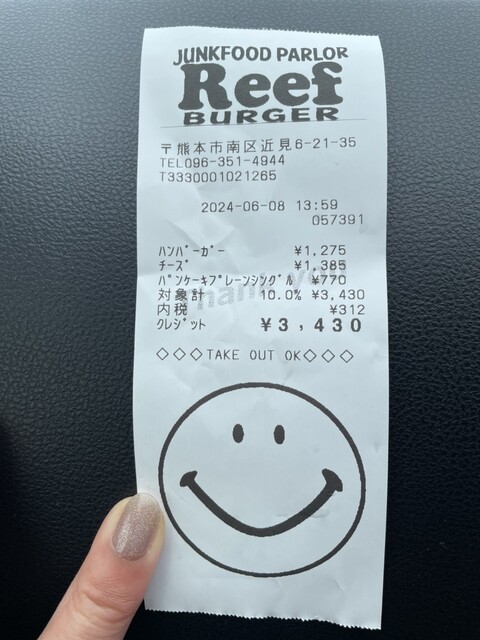 JUNKFOOD PARLOR
Reef
BURGER
〒熊本市南区近見6-21-35
TEL096-351-4944
T3330001021265
2024-06-08 13:59
057391
ﾊﾝﾊﾞｰｶﾞｰ ¥1,275
ﾁｰｽﾞ ¥1,385
ﾊﾟﾝｹｰｷﾌﾟﾚｰﾝｼﾝｸﾞﾙ ¥770
対象計 10.0% ¥3,430
内税 ¥312
ｸﾚｼﾞｯﾄ ¥3,430
◇◇◇TAKE OUT OK◇◇◇
Thank you